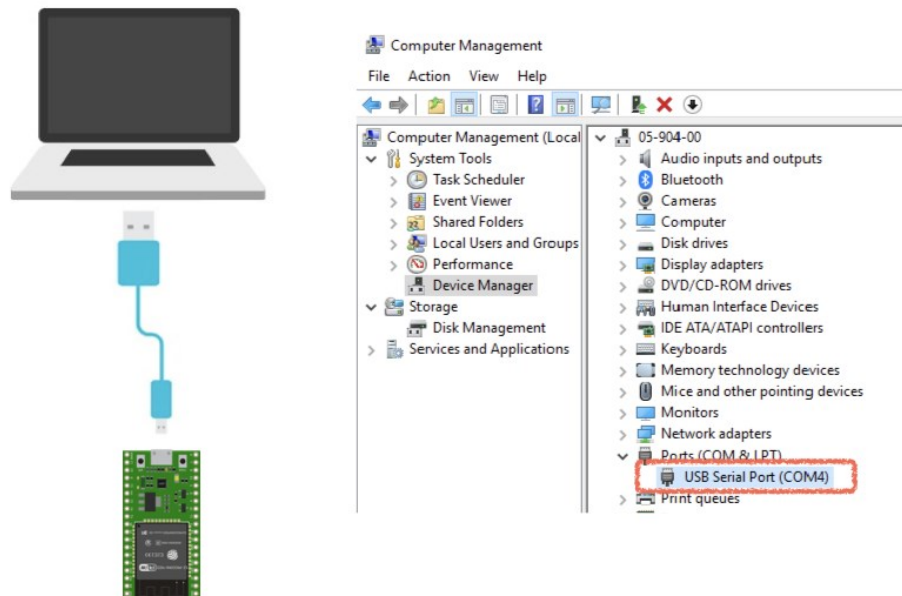 Computer Management
File Action View Help
Computer Management (Local
System Tools
Task Scheduler
Event Viewer
Shared Folders
Local Users and Groups
Performance
Device Manager
Storage
Disk Management
Services and Applications
05-904-00
Audio inputs and outputs
Bluetooth
Cameras
Computer
Disk drives
Display adapters
DVD/CD-ROM drives
Human Interface Devices
IDE ATA/ATAPI controllers
Keyboards
Memory technology devices
Mice and other pointing devices
Monitors
Network adapters
Ports (COM & LPT)
USB Serial Port (COM4)
Print queues